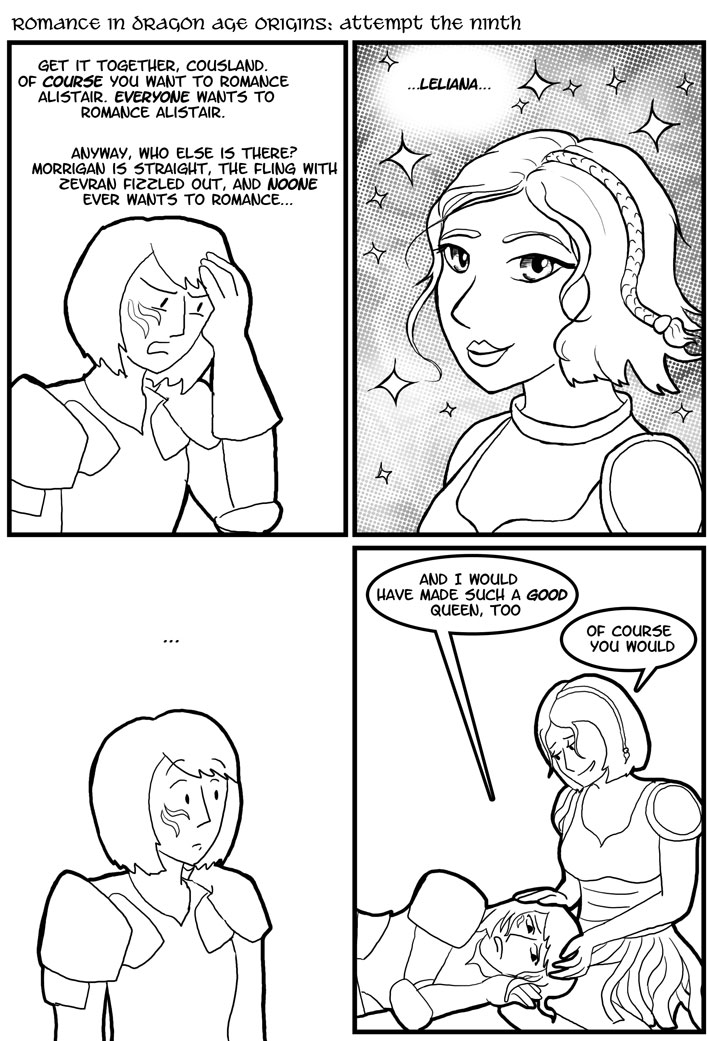 Romance in Dragon Age Origins: attempt the ninth
GET IT TOGETHER, COUSLAND.
OF COURSE YOU WANT TO ROMANCE
ALISTAIR. EVERYONE WANTS TO
ROMANCE ALISTAIR.
ANYWAY, WHO ELSE IS THERE?
MORRIGAN IS STRAIGHT, THE FLING WITH
ZEVRAN FIZZLED OUT, AND NOONE
EVER WANTS TO ROMANCE...
...LELIANA...
...
AND I WOULD
HAVE MADE SUCH A GOOD
QUEEN, TOO
OF COURSE
YOU WOULD